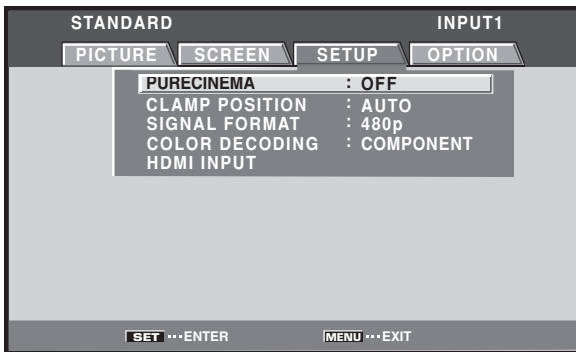 STANDARD INPUT1
PICTURE SCREEN SETUP OPTION
PURECINEMA : OFF
CLAMP POSITION : AUTO
SIGNAL FORMAT : 480p
COLOR DECODING : COMPONENT
HDMI INPUT
SET ···ENTER MENU ···EXIT